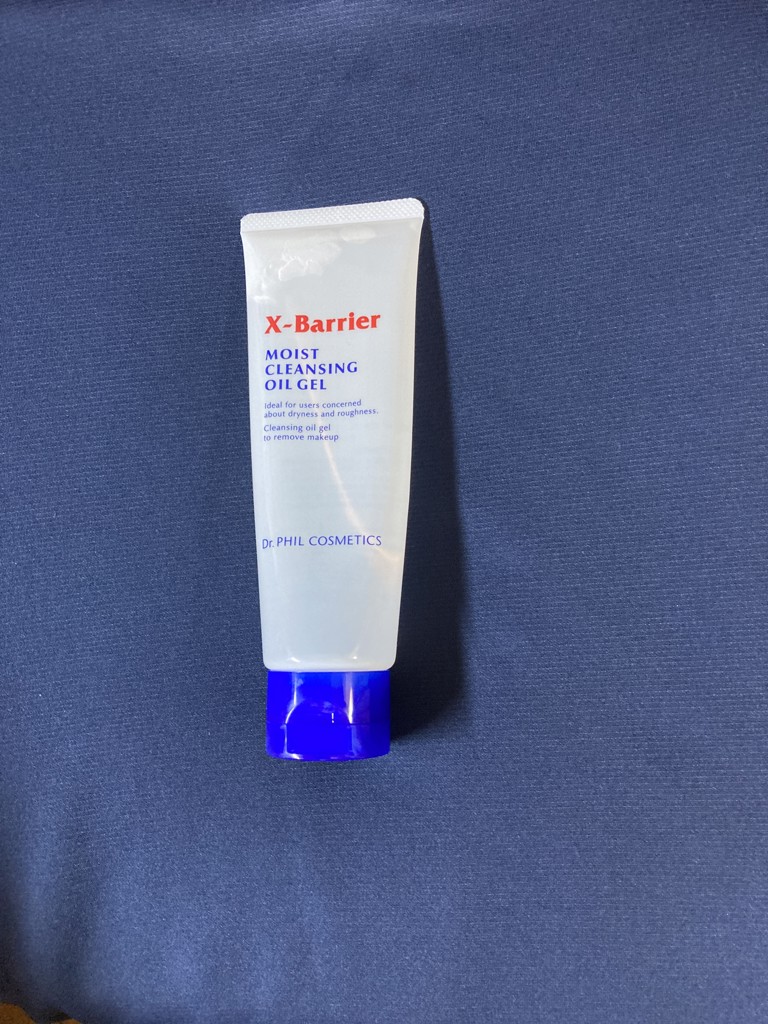 X-Barrier
MOIST
CLEANSING
OIL GEL
Ideal for users concerned
about dryness and roughness.
Cleansing oil gel
to remove makeup
Dr. PHIL COSMETICS